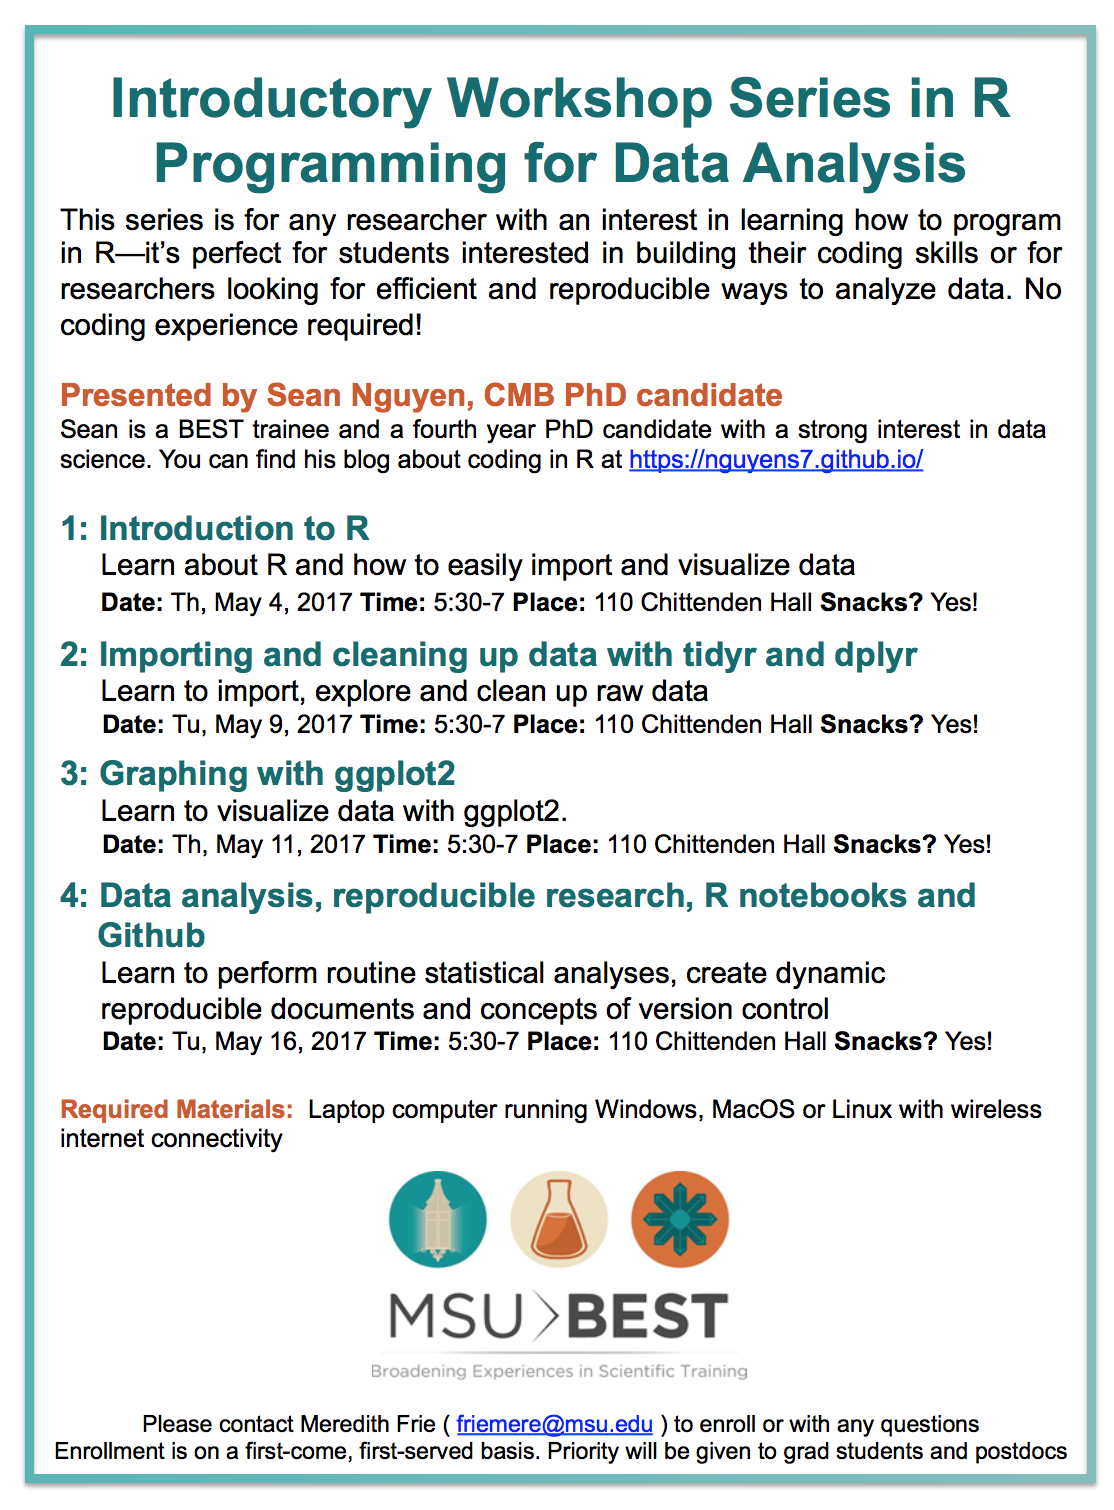 Introductory Workshop Series in R
Programming for Data Analysis
This series is for any researcher with an interest in learning how to program
in R—it’s perfect for students interested in building their coding skills or for
researchers looking for efficient and reproducible ways to analyze data. No
coding experience required!
Presented by Sean Nguyen, CMB PhD candidate
Sean is a BEST trainee and a fourth year PhD candidate with a strong interest in data
science. You can find his blog about coding in R at https://nguyens7.github.io/
1: Introduction to R
Learn about R and how to easily import and visualize data
Date: Th, May 4, 2017 Time: 5:30-7 Place: 110 Chittenden Hall Snacks? Yes!
2: Importing and cleaning up data with tidyr and dplyr
Learn to import, explore and clean up raw data
Date: Tu, May 9, 2017 Time: 5:30-7 Place: 110 Chittenden Hall Snacks? Yes!
3: Graphing with ggplot2
Learn to visualize data with ggplot2.
Date: Th, May 11, 2017 Time: 5:30-7 Place: 110 Chittenden Hall Snacks? Yes!
4: Data analysis, reproducible research, R notebooks and
Github
Learn to perform routine statistical analyses, create dynamic
reproducible documents and concepts of version control
Date: Tu, May 16, 2017 Time: 5:30-7 Place: 110 Chittenden Hall Snacks? Yes!
Required Materials: Laptop computer running Windows, MacOS or Linux with wireless
internet connectivity
MSU>BEST
Broadening Experiences in Scientific Training
Please contact Meredith Frie ( friemere@msu.edu ) to enroll or with any questions
Enrollment is on a first-come, first-served basis. Priority will be given to grad students and postdocs